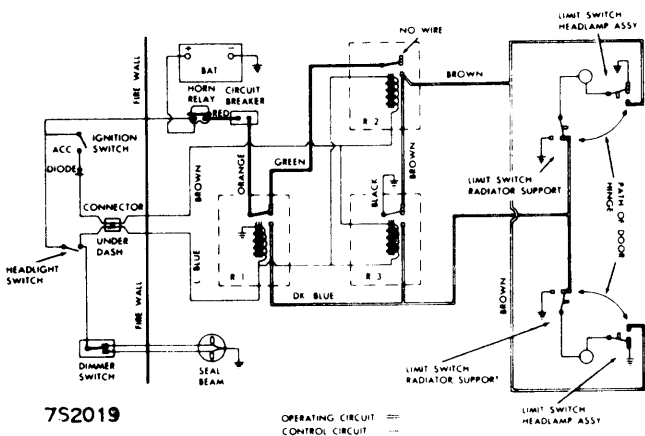 NO WIRE
LIMIT SWITCH
HEADLAMP ASSY
FIRE WALL
BAT
HORN
RELAY
CIRCUIT
BREAKER
RED
BROWN
R 2
IGNITION
SWITCH
ACC
DIODE
ORANGE
GREEN
BROWN
BROWN
BLACK
LIMIT SWITCH
RADIATOR SUPPORT
PATH OF DOOR
HINGE
CONNECTOR
UNDER
DASH
HEADLIGHT
SWITCH
L BLUE
R 1
R 3
DK BLUE
BROWN
FIRE WALL
DIMMER
SWITCH
SEAL
BEAM
LIMIT SWITCH
RADIATOR SUPPORT
LIMIT SWITCH
HEADLAMP ASSY
7S2019
OPERATING CIRCUIT
CONTROL CIRCUIT